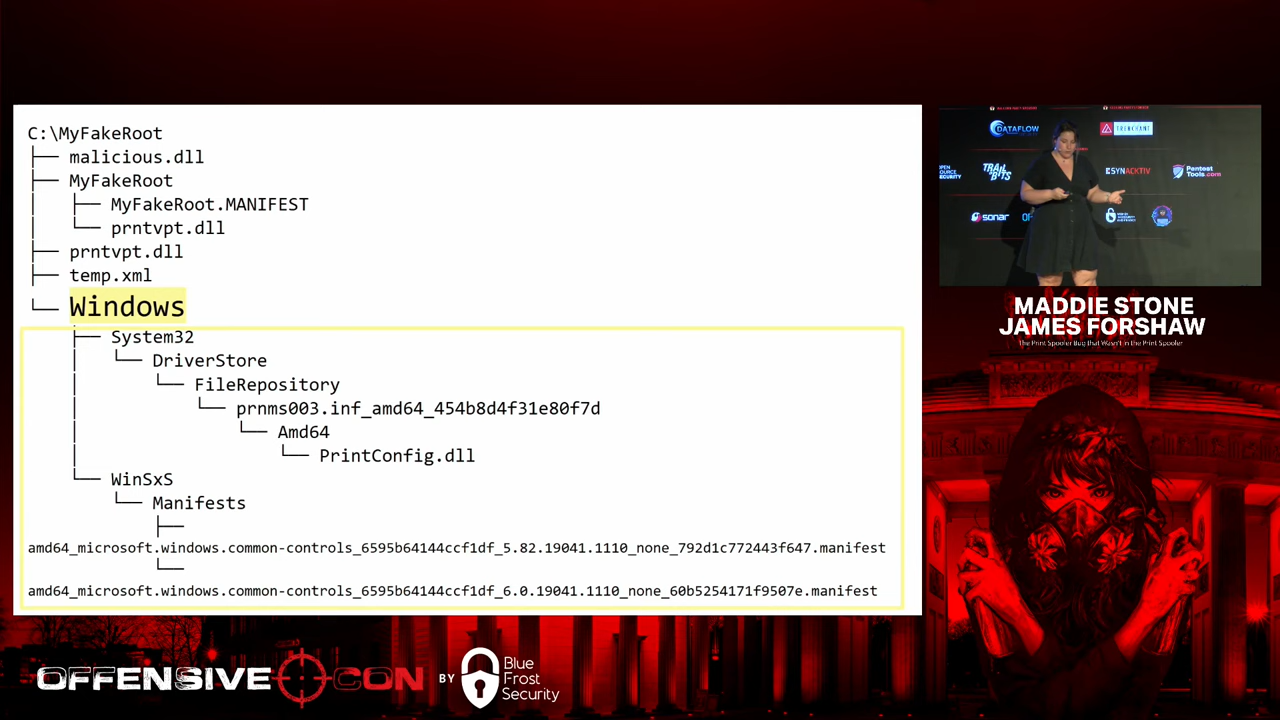 C:\MyFakeRoot
├── malicious.dll
├── MyFakeRoot
│   ├── MyFakeRoot.MANIFEST
│   └── prntvpt.dll
├── prntvpt.dll
├── temp.xml
└── Windows
├── System32
│   └── DriverStore
│   └── FileRepository
│   └── prnms003.inf_amd64_454b8d4f31e80f7d
│   └── Amd64
│   └── PrintConfig.dll
└── WinSxS
└── Manifests
├──
amd64_microsoft.windows.common-controls_6595b64144ccf1df_5.82.19041.1110_none_792d1c772443f647.manifest
└──
amd64_microsoft.windows.common-controls_6595b64144ccf1df_6.0.19041.1110_none_60b5254171f9507e.manifest
DATAFLOW
TRAIL OF BITS
SYNACKTIV
Pentest
Tools.com
sonar
MADDIE STONE
JAMES FORSHAW
The Print Spooler Bug that Wasn't in the Print Spooler
OFFENSIVE CON
BY
Blue
Frost
Security